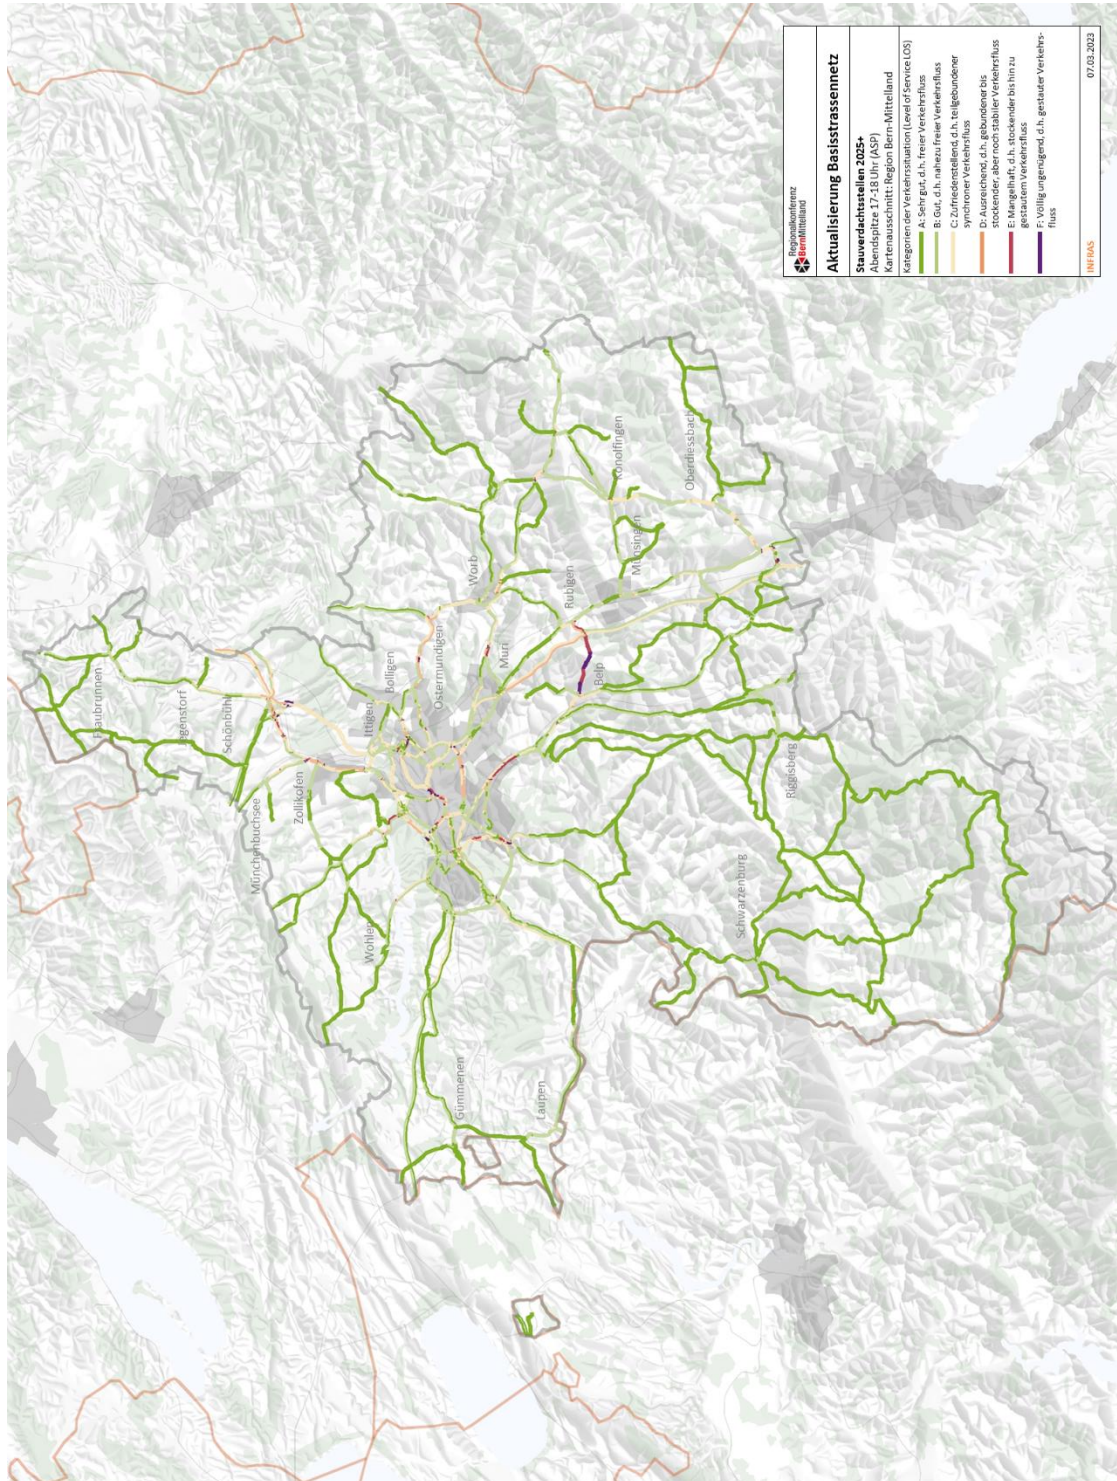 Regionalkonferenz
BernMittelland
Aktualisierung Basisstrassennetz
Stauverdachtsstellen 2025+
Abendspitze 17-18 Uhr (ASP)
Kartenausschnitt: Region Bern-Mittelland
Kategorien der Verkehrssituation (Level of Service LOS)
A: Sehr gut, d.h. freier Verkehrsfluss
B: Gut, d.h. nahezu freier Verkehrsfluss
C: Zufriedenstellend, d.h. teilgebundener
synchroner Verkehrsfluss
D: Ausreichend, d.h. gebundener bis
stockender, aber noch stabiler Verkehrsfluss
E: Mangelhaft, d.h. stockender bis hin zu
gestautem Verkehrsfluss
F: Völlig ungenügend, d.h. gestauter Verkehrs-
fluss
INFRAS 07.03.2023
Fraubrunnen
Jegenstorf
Schönbühl
Münchenbuchsee
Zollikofen
Ittigen
Bolligen
Ostermundigen
Worb
Wohlen
Muri
Rubigen
Gümmenen
Laupen
Belp
Münsingen
Konolfingen
Oberdiessbach
Riggisberg
Schwarzenburg